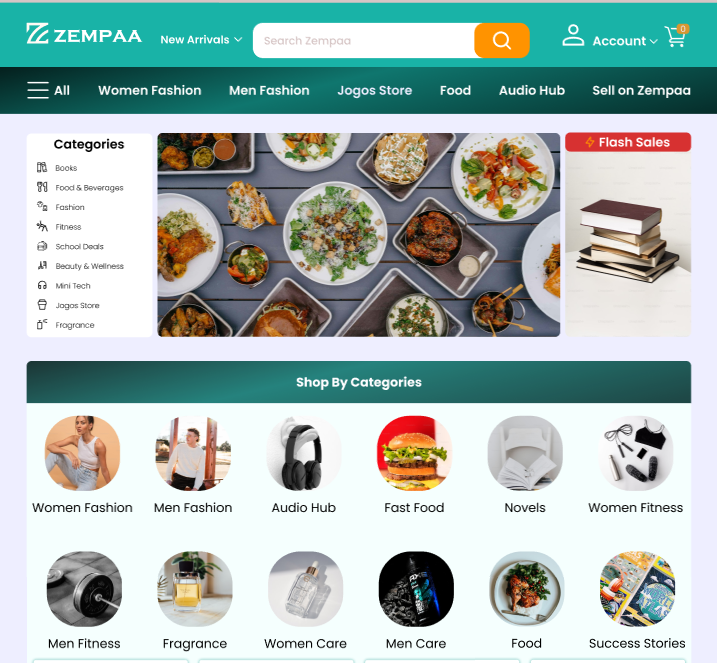 ZEMPAA
New Arrivals
Search Zempaa
Account
0
All
Women Fashion
Men Fashion
Jogos Store
Food
Audio Hub
Sell on Zempaa
Categories
Books
Food & Beverages
Fashion
Fitness
School Deals
Beauty & Wellness
Mini Tech
Jogos Store
Fragrance
Flash Sales
Shop By Categories
Women Fashion
Men Fashion
Audio Hub
Fast Food
Novels
Women Fitness
Men Fitness
Fragrance
Women Care
Men Care
Food
Success Stories